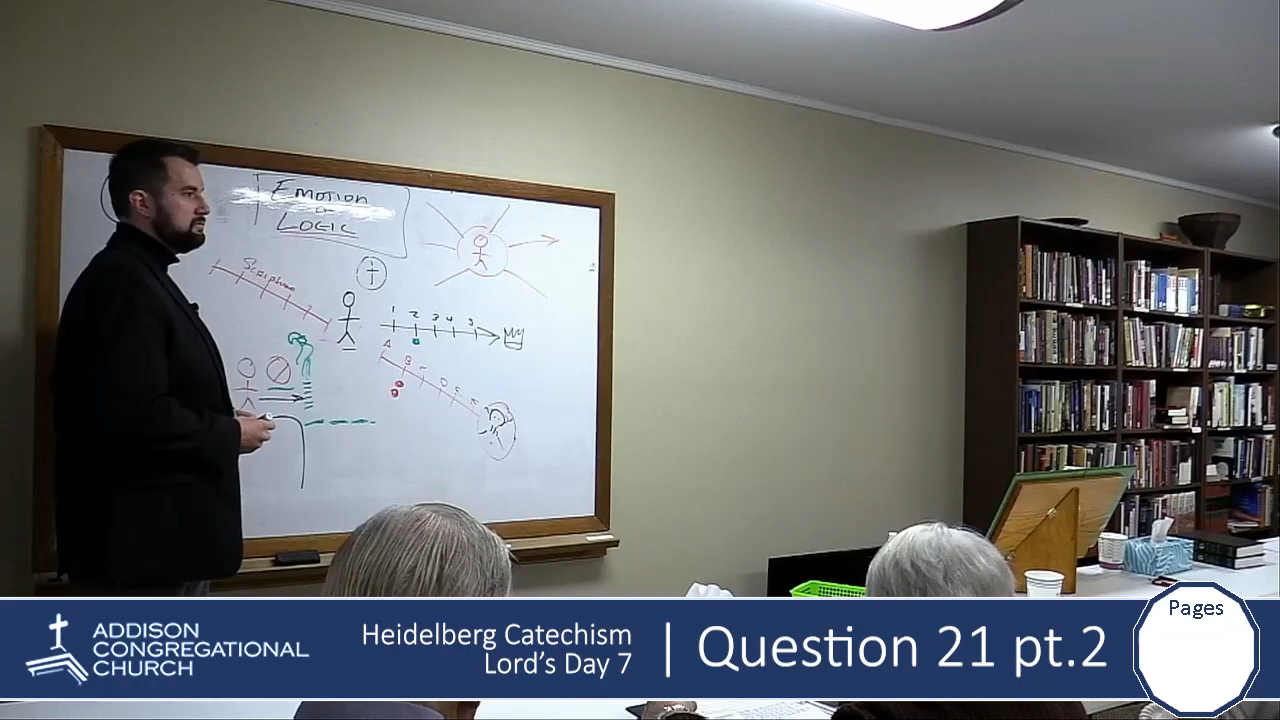 EMOTION
or
LOGIC
Scripture
1 2 3 4 5
A
B
C
D
E
ADDISON
CONGREGATIONAL
CHURCH
Heidelberg Catechism
Lord's Day 7
Question 21 pt.2
Pages